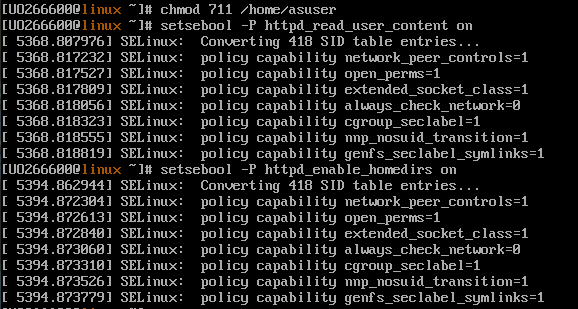 [UO266600@linux ~]# chmod 711 /home/asuser
[UO266600@linux ~]# setsebool -P httpd_read_user_content on
[ 5368.807976] SELinux:  Converting 418 SID table entries...
[ 5368.817232] SELinux:  policy capability network_peer_controls=1
[ 5368.817527] SELinux:  policy capability open_perms=1
[ 5368.817809] SELinux:  policy capability extended_socket_class=1
[ 5368.818056] SELinux:  policy capability always_check_network=0
[ 5368.818323] SELinux:  policy capability cgroup_seclabel=1
[ 5368.818555] SELinux:  policy capability nnp_nosuid_transition=1
[ 5368.818819] SELinux:  policy capability genfs_seclabel_symlinks=1
[UO266600@linux ~]# setsebool -P httpd_enable_homedirs on
[ 5394.862944] SELinux:  Converting 418 SID table entries...
[ 5394.872304] SELinux:  policy capability network_peer_controls=1
[ 5394.872613] SELinux:  policy capability open_perms=1
[ 5394.872840] SELinux:  policy capability extended_socket_class=1
[ 5394.873060] SELinux:  policy capability always_check_network=0
[ 5394.873310] SELinux:  policy capability cgroup_seclabel=1
[ 5394.873526] SELinux:  policy capability nnp_nosuid_transition=1
[ 5394.873779] SELinux:  policy capability genfs_seclabel_symlinks=1